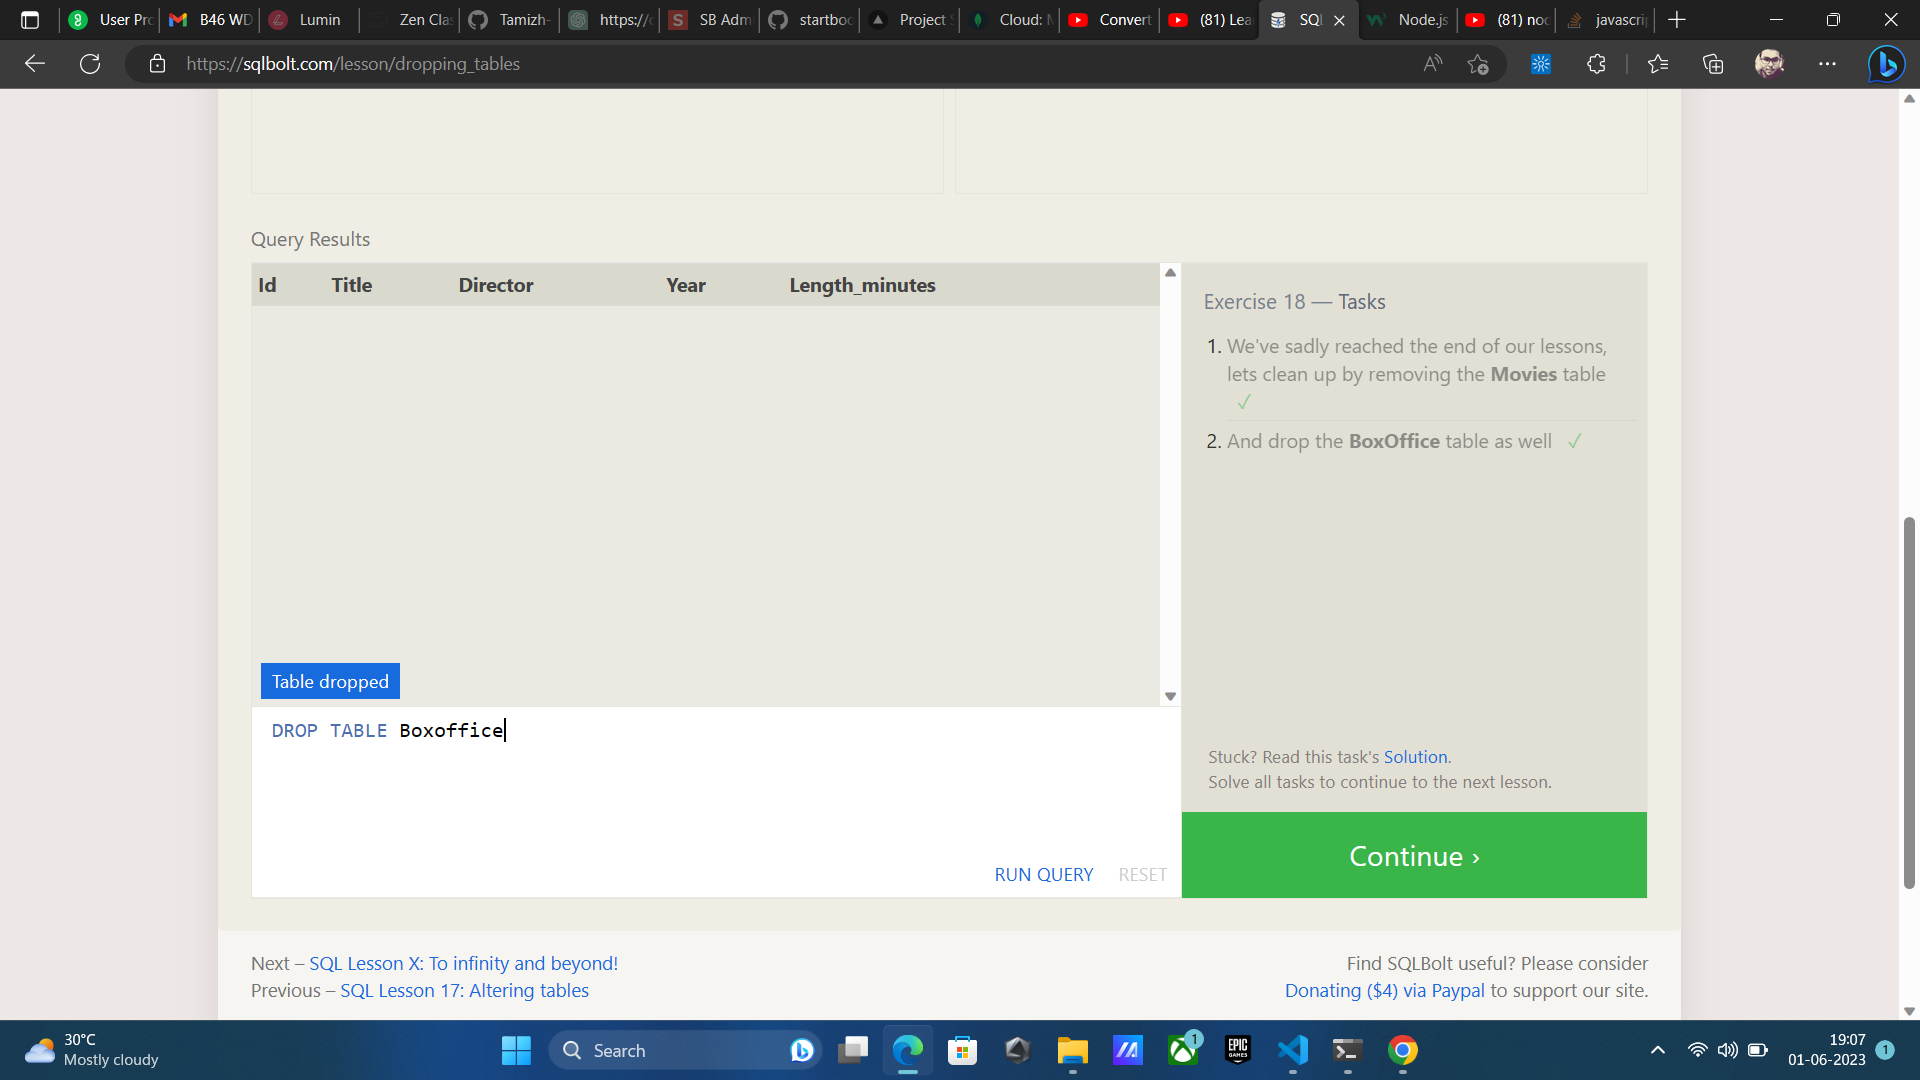 User Pro
B46 WD
Lumin
Zen Clas
Tamizh-
https://c
SB Adm
startboo
Project S
Cloud: M
Convert
(81) Lea
SQL
Node.js
(81) nod
javascrip
https://sqlbolt.com/lesson/dropping_tables
Query Results
Id Title Director Year Length_minutes
Exercise 18 — Tasks
1. We've sadly reached the end of our lessons,
lets clean up by removing the Movies table
✓
2. And drop the BoxOffice table as well ✓
Table dropped
DROP TABLE Boxoffice
Stuck? Read this task's Solution.
Solve all tasks to continue to the next lesson.
RUN QUERY RESET
Continue ›
Next – SQL Lesson X: To infinity and beyond!
Previous – SQL Lesson 17: Altering tables
Find SQLBolt useful? Please consider
Donating ($4) via Paypal to support our site.
30°C
Mostly cloudy
Search
1
EPIC
GAMES
19:07
01-06-2023
1